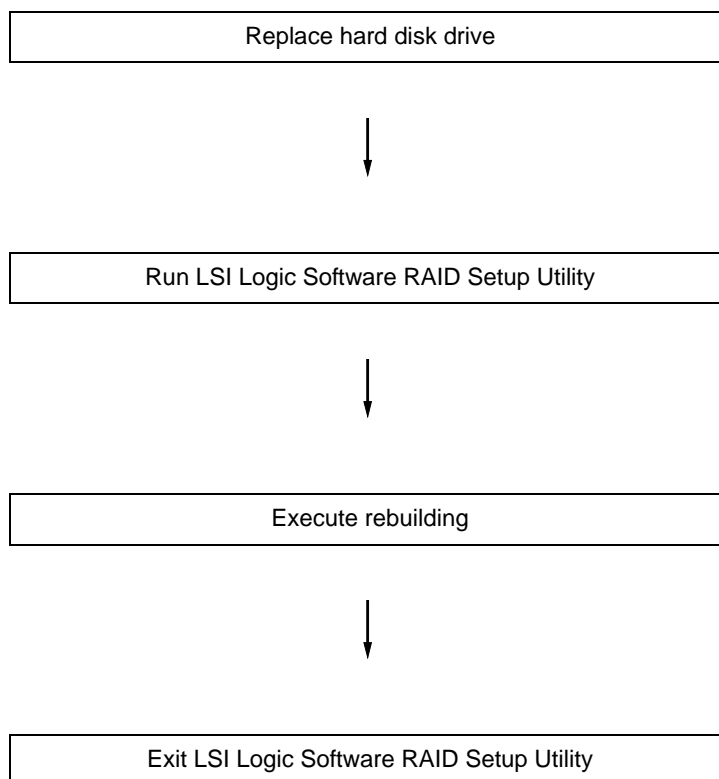 Replace hard disk drive
Run LSI Logic Software RAID Setup Utility
Execute rebuilding
Exit LSI Logic Software RAID Setup Utility